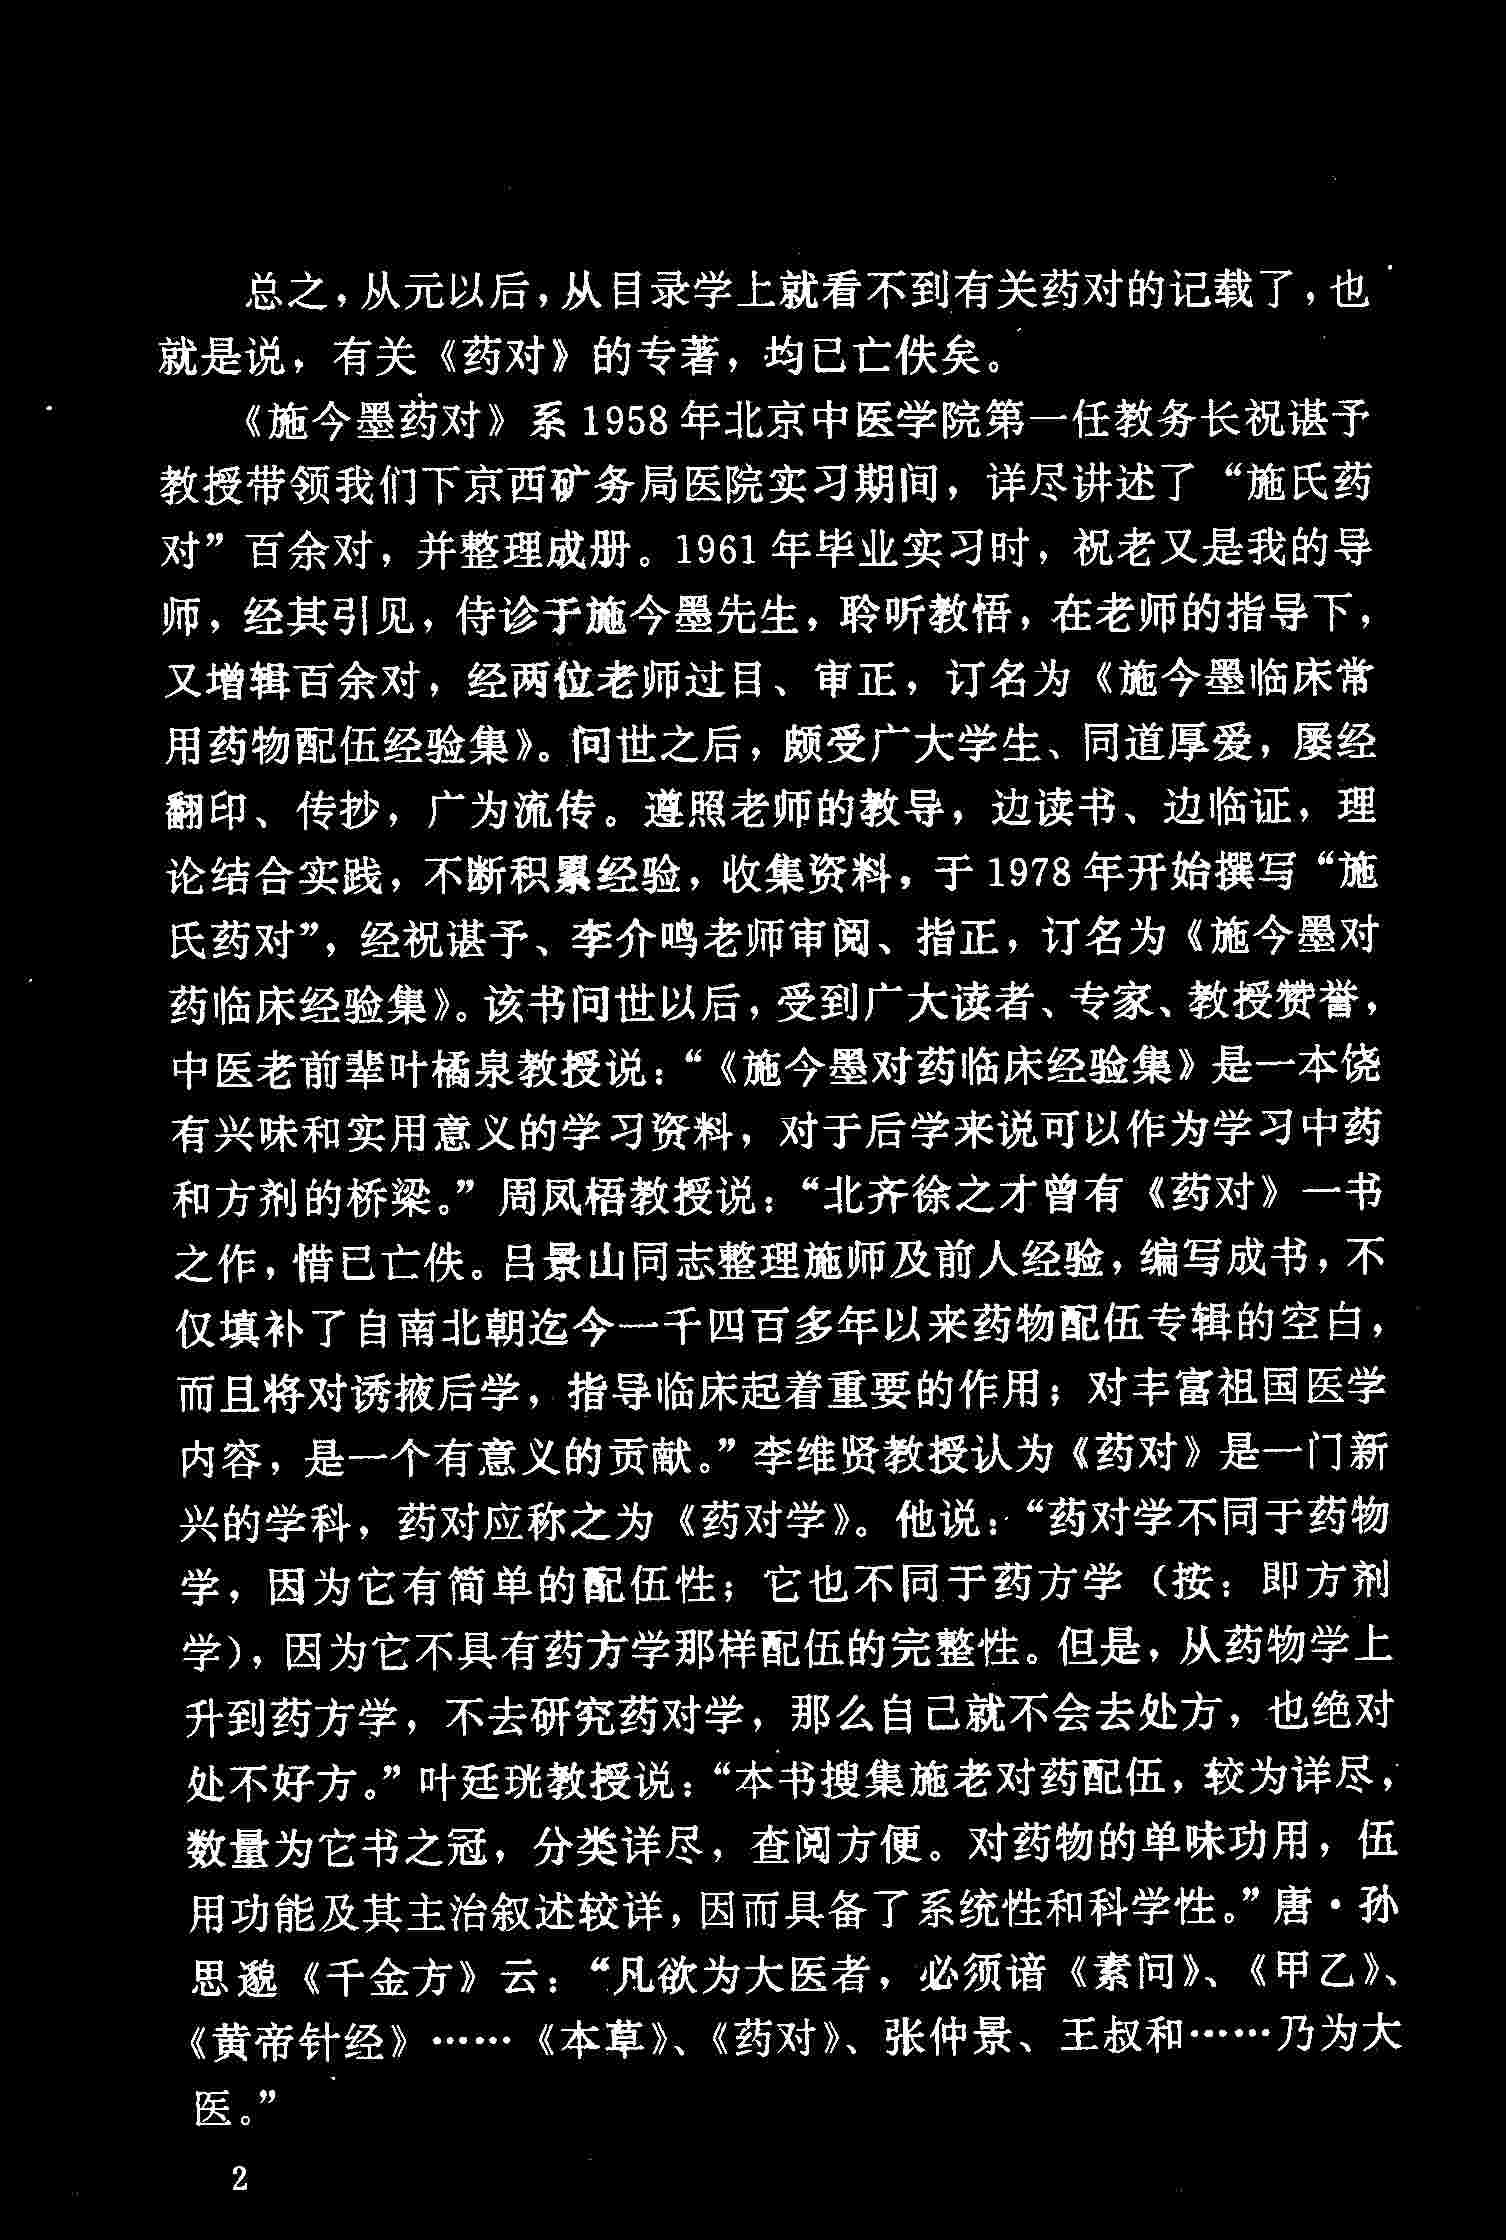 总之，从元以后，从目录学上就看不到有关药对的记载了，也
就是说，有关《药对》的专著，均已亡佚矣。
《施今墨药对》系1958年北京中医学院第一任教务长祝谌予
教授带领我们下京西矿务局医院实习期间，详尽讲述了“施氏药
对”百余对，并整理成册。1961年毕业实习时，祝老又是我的导
师，经其引见，侍诊于施今墨先生，聆听教悟，在老师的指导下，
又增辑百余对，经两位老师过目、审正，订名为《施今墨临床常
用药物配伍经验集》。问世之后，颇受广大学生、同道厚爱，屡经
翻印、传抄，广为流传。遵照老师的教导，边读书、边临证，理
论结合实践，不断积累经验，收集资料，于1978年开始撰写“施
氏药对”，经祝谌予、李介鸣老师审阅、指正，订名为《施今墨对
药临床经验集》。该书问世以后，受到广大读者、专家、教授赞誉，
中医老前辈叶橘泉教授说：“《施今墨对药临床经验集》是一本饶
有兴味和实用意义的学习资料，对于后学来说可以作为学习中药
和方剂的桥梁。”周凤梧教授说：“北齐徐之才曾有《药对》一书
之作，惜已亡佚。吕景山同志整理施师及前人经验，编写成书，不
仅填补了自南北朝迄今一千四百多年以来药物配伍专辑的空白，
而且将对诱掖后学，指导临床起着重要的作用；对丰富祖国医学
内容，是一个有意义的贡献。”李维贤教授认为《药对》是一门新
兴的学科，药对应称之为《药对学》。他说：“药对学不同于药物
学，因为它有简单的配伍性；它也不同于药方学（按：即方剂
学），因为它不具有药方学那样配伍的完整性。但是，从药物学上
升到药方学，不去研究药对学，那么自己就不会去处方，也绝对
处不好方。”叶廷珖教授说：“本书搜集施老对药配伍，较为详尽，
数量为它书之冠，分类详尽，查阅方便。对药物的单味功用，伍
用功能及其主治叙述较详，因而具备了系统性和科学性。”唐·孙
思邈《千金方》云：“凡欲为大医者，必须谙《素问》、《甲乙》、
《黄帝针经》……《本草》、《药对》、张仲景、王叔和……乃为大
医。”
2